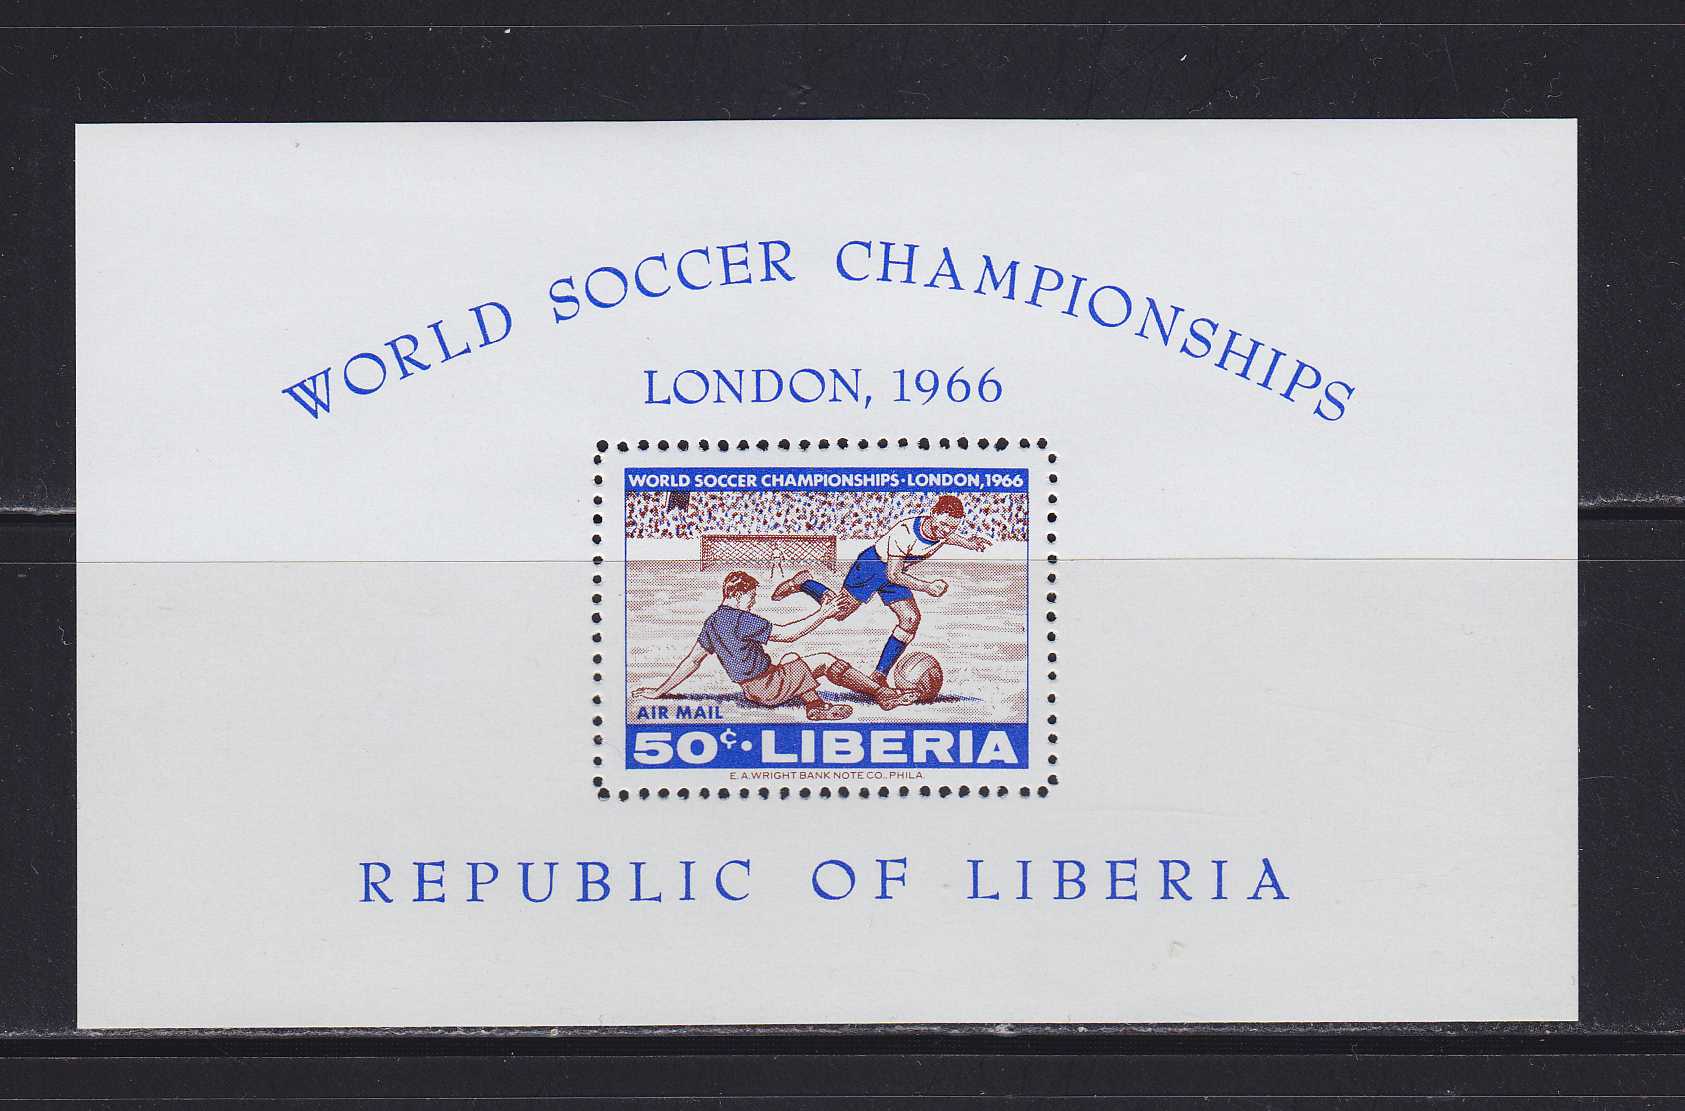 WORLD SOCCER CHAMPIONSHIPS
LONDON, 1966
WORLD SOCCER CHAMPIONSHIPS·LONDON, 1966
AIR MAIL
50¢·LIBERIA
E.A. WRIGHT BANK NOTE CO., PHILA.
REPUBLIC OF LIBERIA